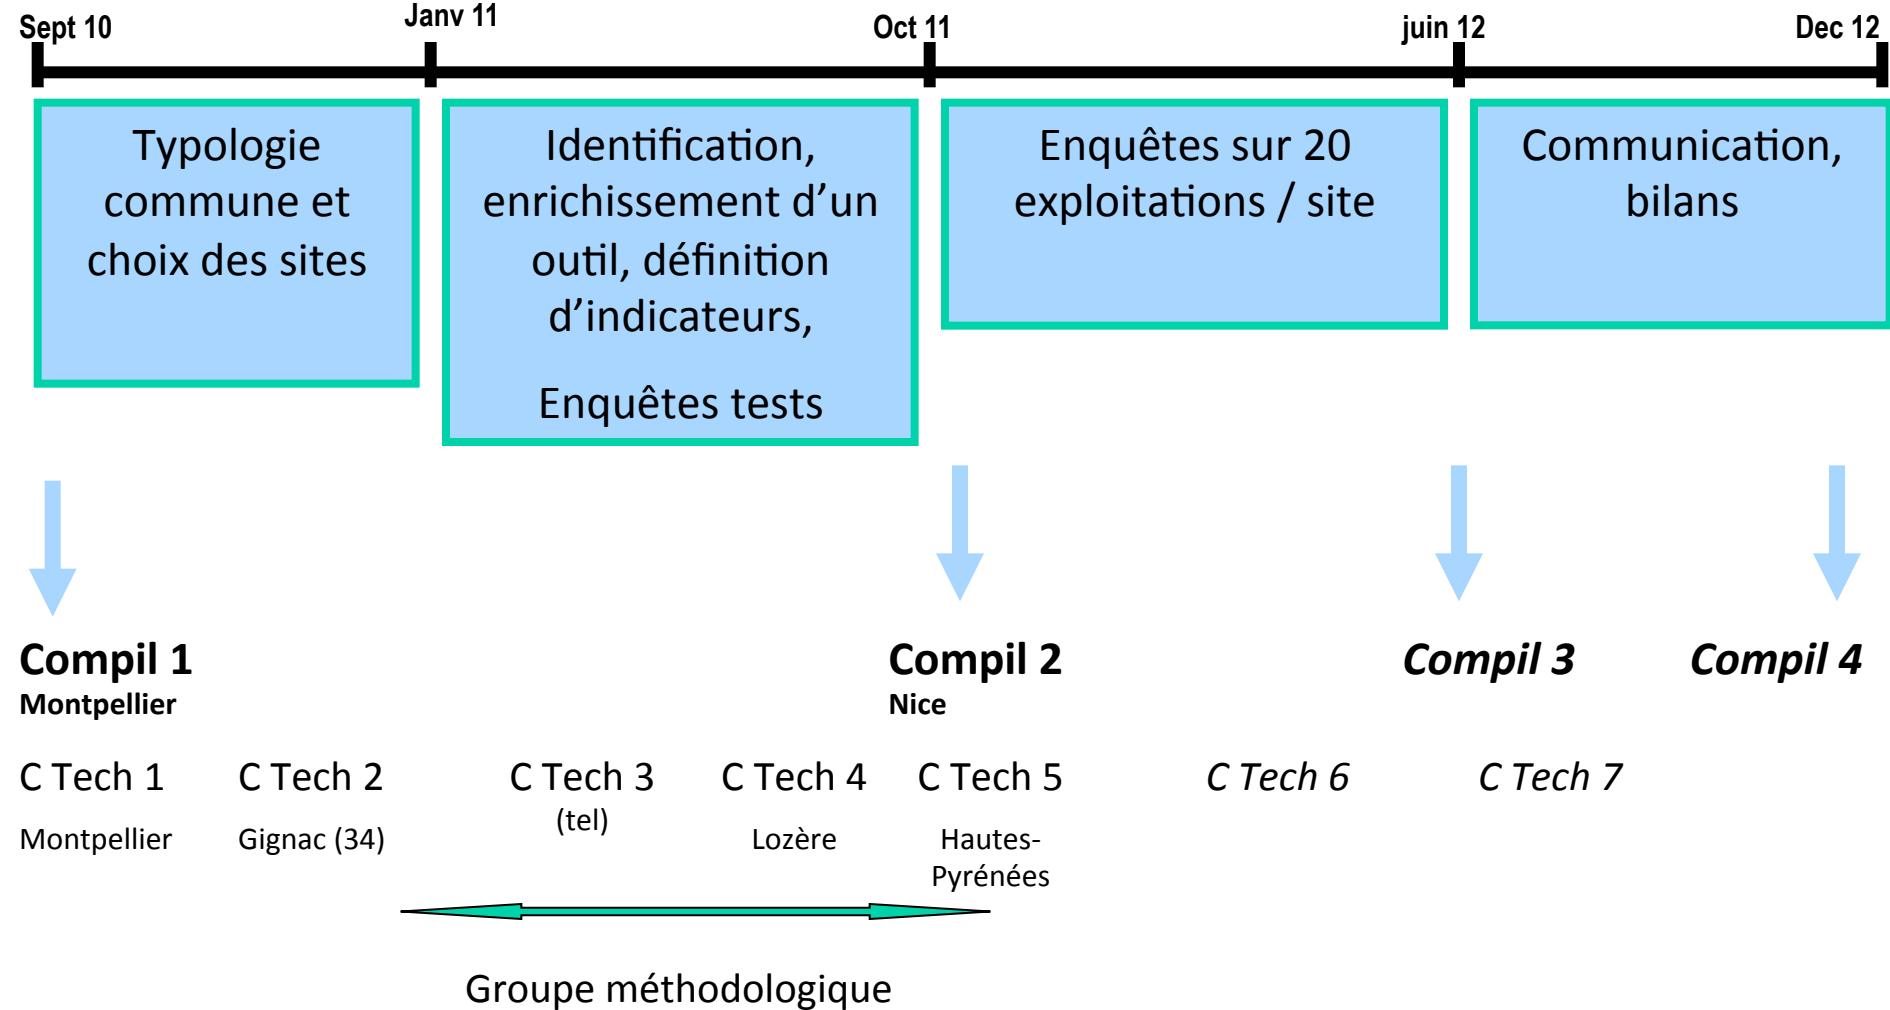 Sept 10
Janv 11
Oct 11
juin 12
Dec 12
Typologie
commune et
choix des sites
Identification,
enrichissement d’un
outil, définition
d’indicateurs,
Enquêtes tests
Enquêtes sur 20
exploitations / site
Communication,
bilans
Compil 1
Montpellier
Compil 2
Nice
Compil 3
Compil 4
C Tech 1
Montpellier
C Tech 2
Gignac (34)
C Tech 3
(tel)
C Tech 4
Lozère
C Tech 5
Hautes-
Pyrénées
C Tech 6
C Tech 7
Groupe méthodologique